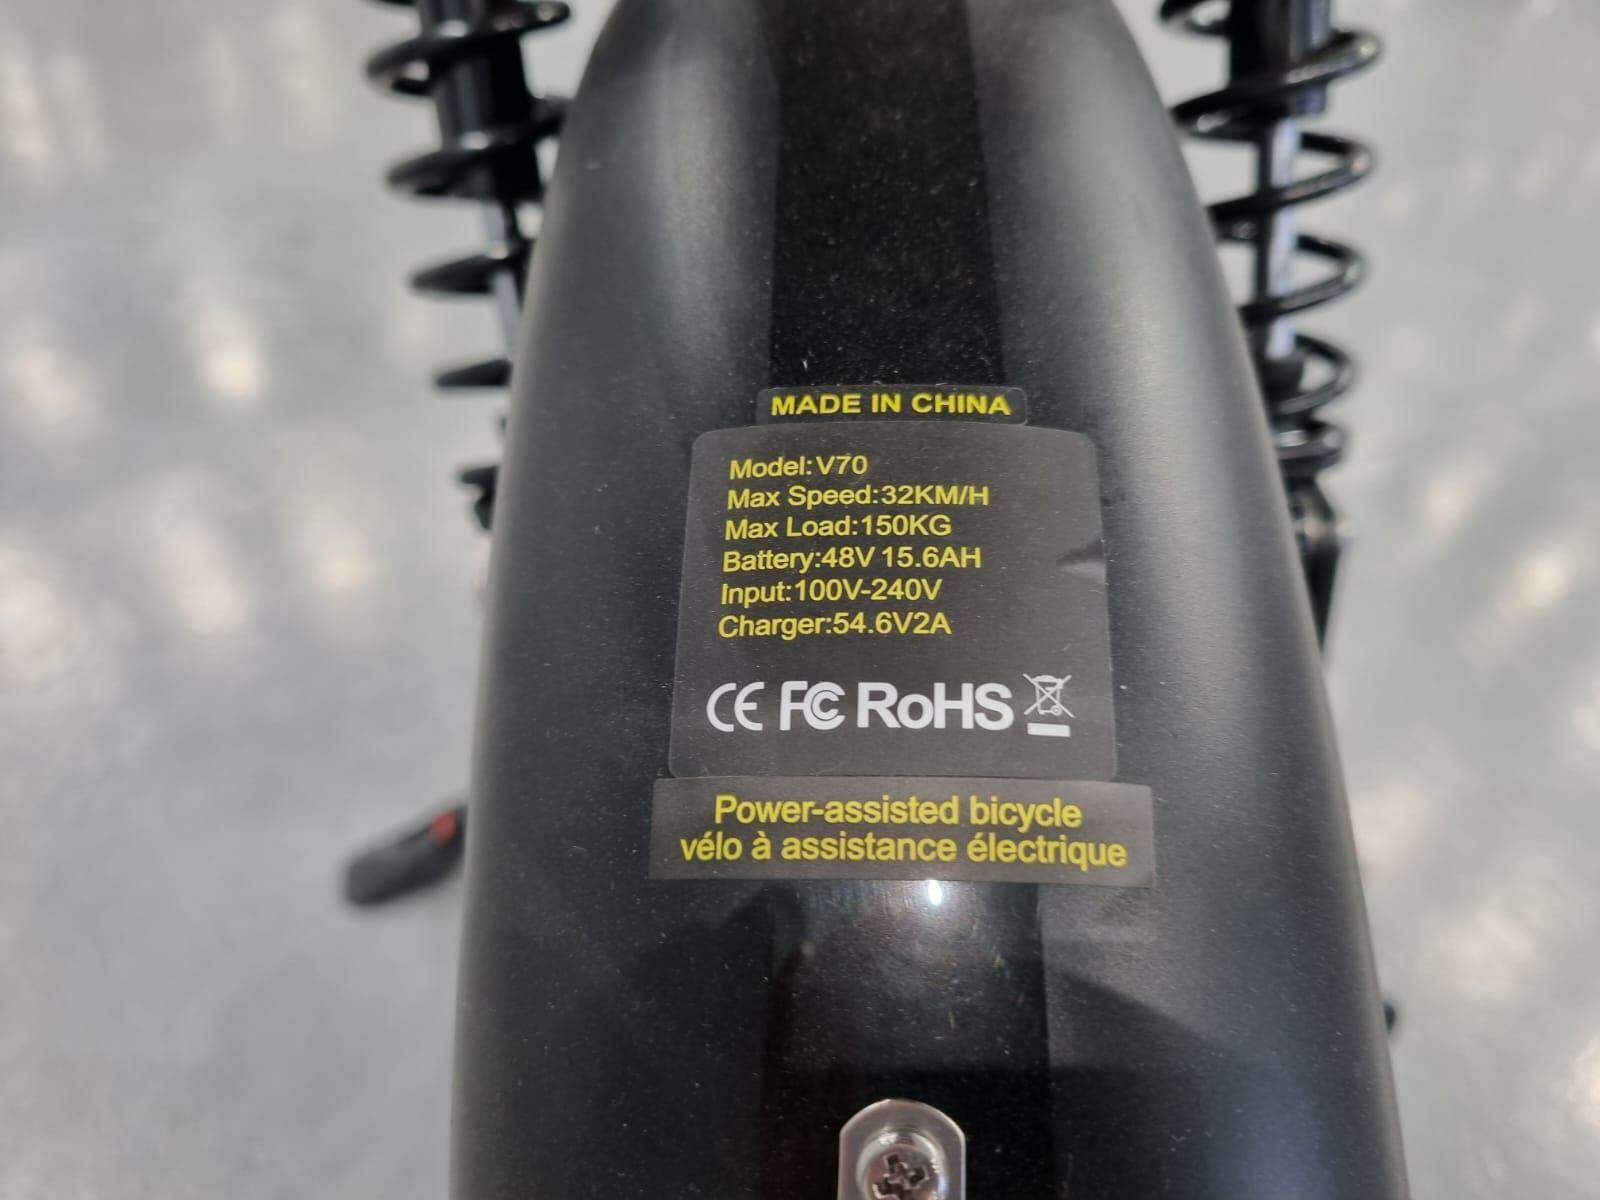 MADE IN CHINA
Model:V70
Max Speed:32KM/H
Max Load:150KG
Battery:48V 15.6AH
Input:100V-240V
Charger:54.6V2A
CE FC RoHS
Power-assisted bicycle
vélo à assistance électrique